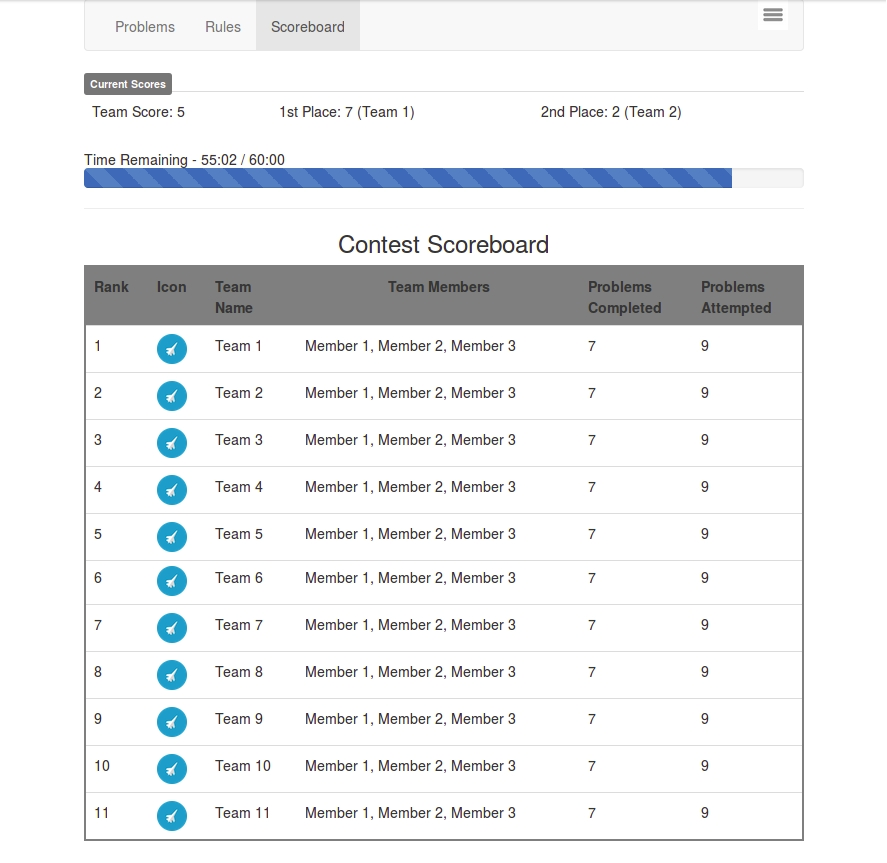 Problems Rules Scoreboard
Current Scores
Team Score: 5 1st Place: 7 (Team 1) 2nd Place: 2 (Team 2)
Time Remaining - 55:02 / 60:00
Contest Scoreboard
Rank Icon Team Name Team Members Problems Completed Problems Attempted
1 Team 1 Member 1, Member 2, Member 3 7 9
2 Team 2 Member 1, Member 2, Member 3 7 9
3 Team 3 Member 1, Member 2, Member 3 7 9
4 Team 4 Member 1, Member 2, Member 3 7 9
5 Team 5 Member 1, Member 2, Member 3 7 9
6 Team 6 Member 1, Member 2, Member 3 7 9
7 Team 7 Member 1, Member 2, Member 3 7 9
8 Team 8 Member 1, Member 2, Member 3 7 9
9 Team 9 Member 1, Member 2, Member 3 7 9
10 Team 10 Member 1, Member 2, Member 3 7 9
11 Team 11 Member 1, Member 2, Member 3 7 9